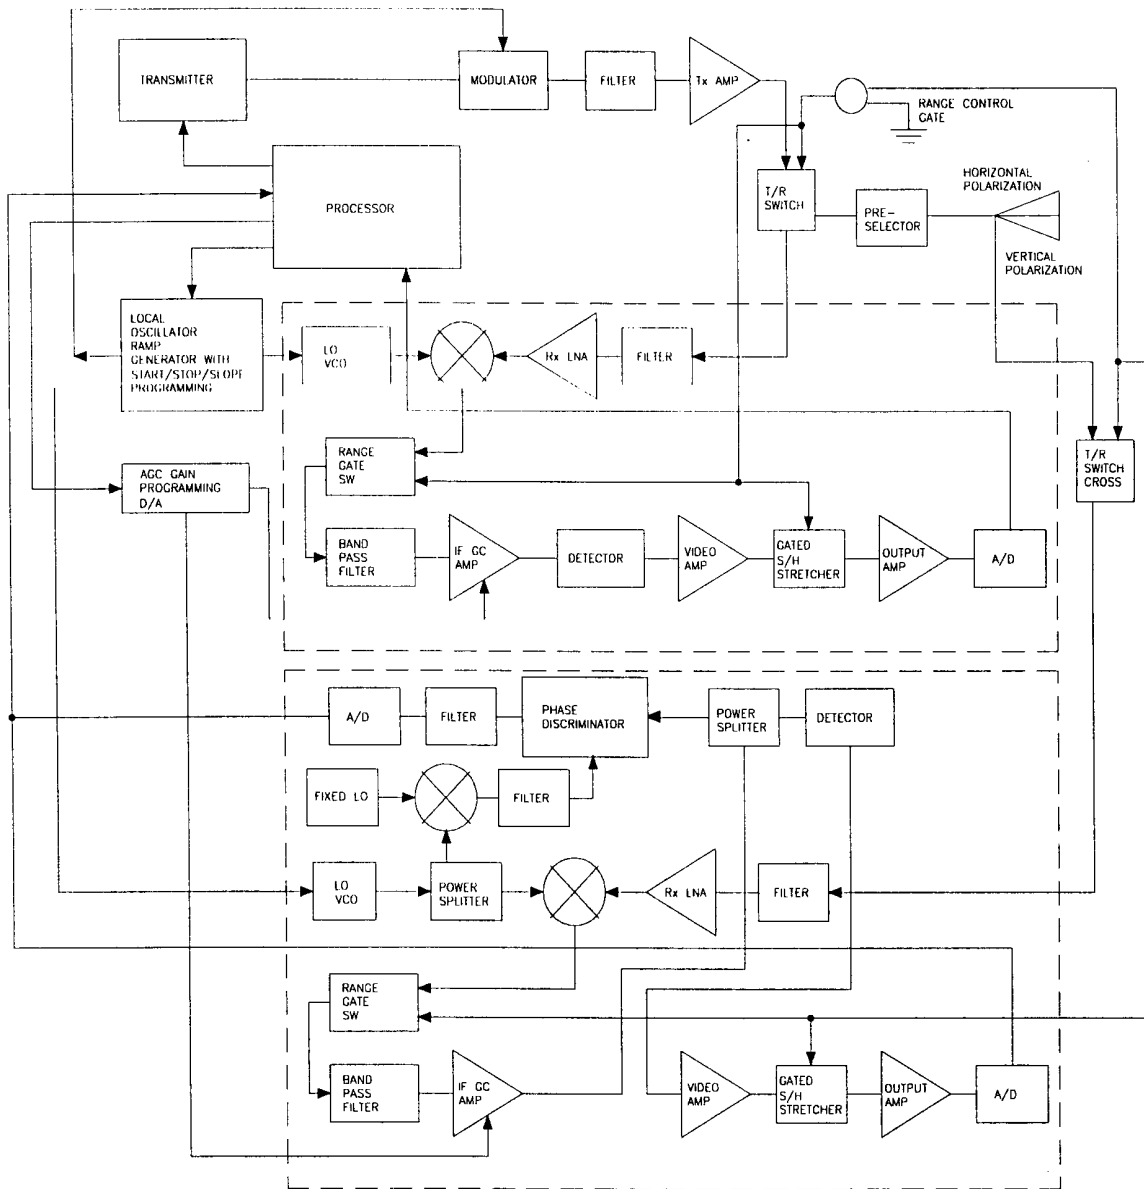 TRANSMITTER
MODULATOR
FILTER
Tx AMP
RANGE CONTROL
GATE
PROCESSOR
T/R
SWITCH
PRE-
SELECTOR
HORIZONTAL
POLARIZATION
VERTICAL
POLARIZATION
LOCAL
OSCILLATOR
RAMP
GENERATOR WITH
START/STOP/SLOPE
PROGRAMMING
LO
VCO
Rx LNA
FILTER
RANGE
GATE
SW
T/R
SWITCH
CROSS
AGC GAIN
PROGRAMMING
D/A
BAND
PASS
FILTER
IF GC
AMP
DETECTOR
VIDEO
AMP
GATED
S/H
STRETCHER
OUTPUT
AMP
A/D
A/D
FILTER
PHASE
DISCRIMINATOR
POWER
SPLITTER
DETECTOR
FIXED LO
FILTER
LO
VCO
POWER
SPLITTER
Rx LNA
FILTER
RANGE
GATE
SW
BAND
PASS
FILTER
IF GC
AMP
VIDEO
AMP
GATED
S/H
STRETCHER
OUTPUT
AMP
A/D